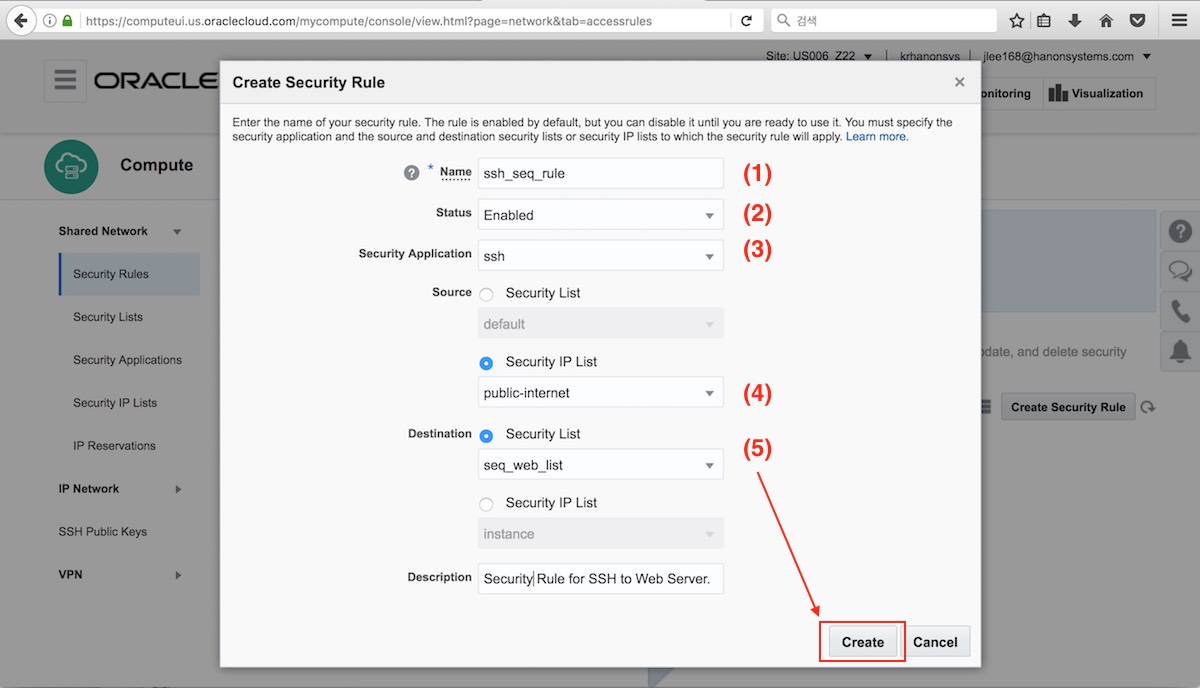 https://computeui.us.oraclecloud.com/mycompute/console/view.html?page=network&tab=accessrules
검색
Site: US006_Z22
krhanonsys
jlee168@hanonsystems.com
ORACLE
Visualization
Compute
Shared Network
Security Rules
Security Lists
Security Applications
Security IP Lists
IP Reservations
IP Network
SSH Public Keys
VPN
Create Security Rule
×
Enter the name of your security rule. The rule is enabled by default, but you can disable it until you are ready to use it. You must specify the
security application and the source and destination security lists or security IP lists to which the security rule will apply. Learn more.
? * Name ssh_seq_rule (1)
Status Enabled (2)
Security Application ssh (3)
Source Security List
default
Security IP List
public-internet (4)
Destination Security List (5)
seq_web_list
Security IP List
instance
Description Security Rule for SSH to Web Server.
Create Cancel
and delete security
Create Security Rule
?